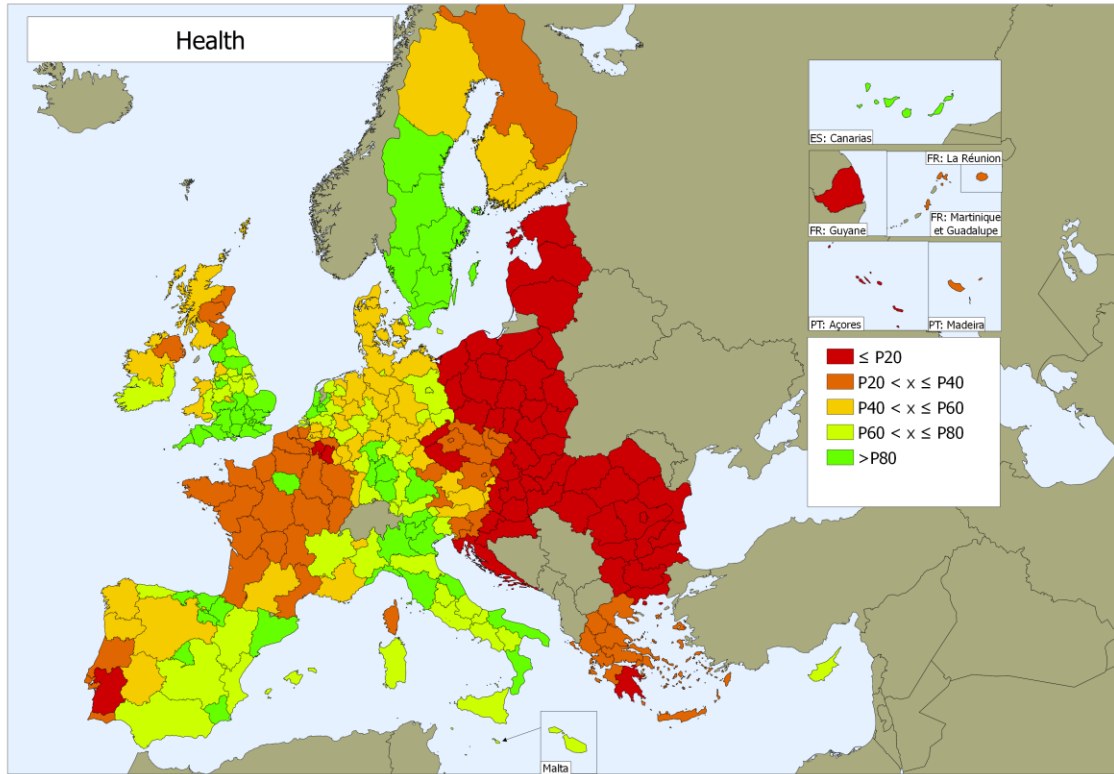 Health
ES: Canarias
FR: La Réunion
FR: Guyane
FR: Martinique
et Guadalupe
PT: Açores
PT: Madeira
≤ P20
P20 < x ≤ P40
P40 < x ≤ P60
P60 < x ≤ P80
>P80
Malta